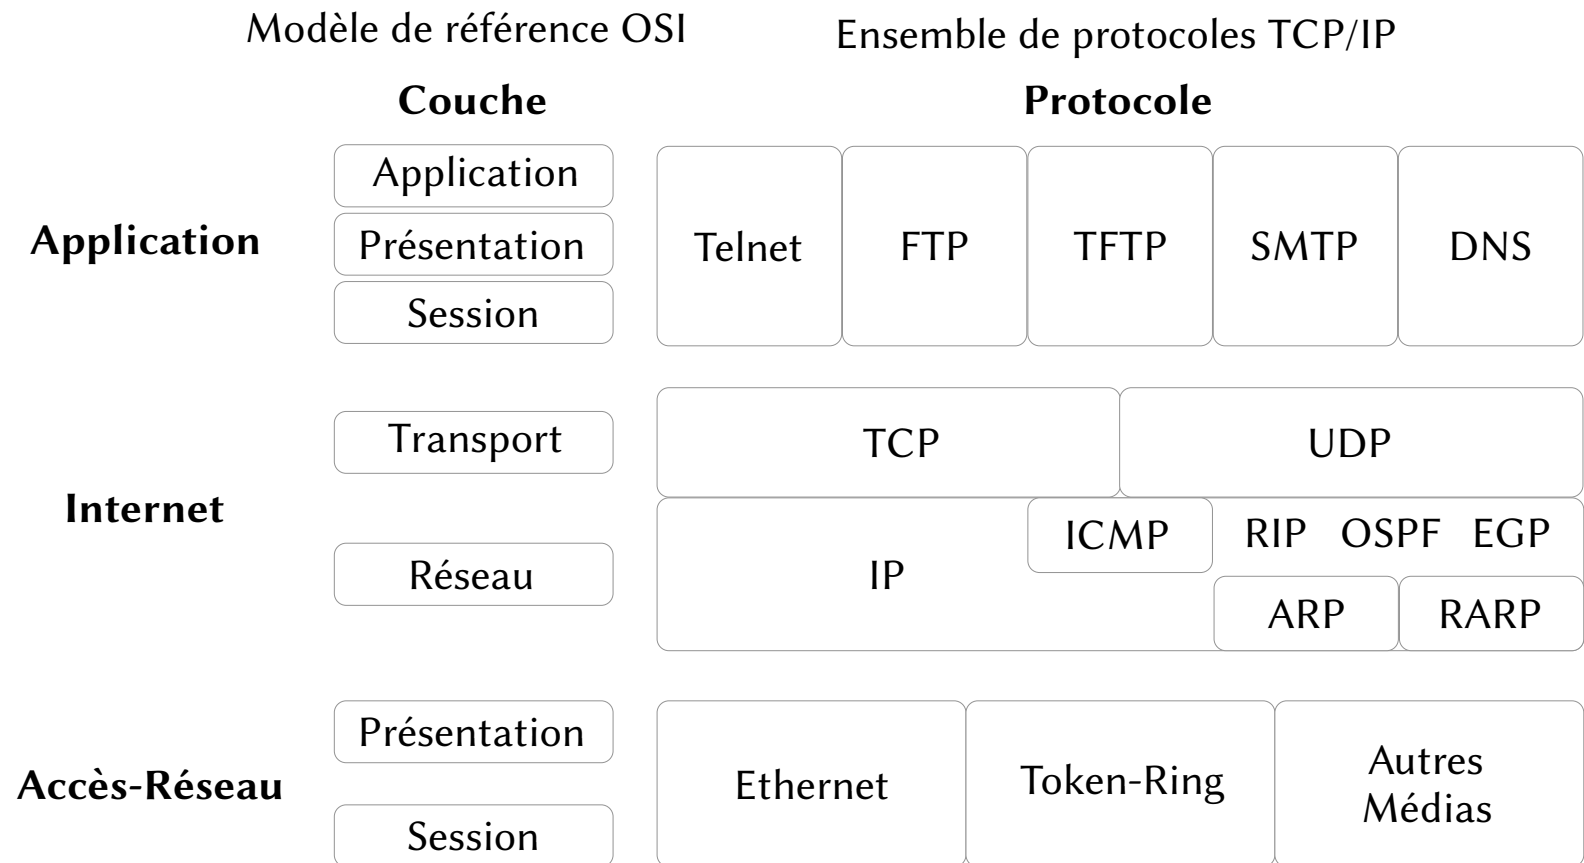 Modèle de référence OSI
Ensemble de protocoles TCP/IP
Couche
Protocole
Application
Application
Présentation
Session
Telnet
FTP
TFTP
SMTP
DNS
Internet
Transport
Réseau
TCP
UDP
IP
ICMP
RIP OSPF EGP
ARP
RARP
Accès-Réseau
Présentation
Session
Ethernet
Token-Ring
Autres
Médias